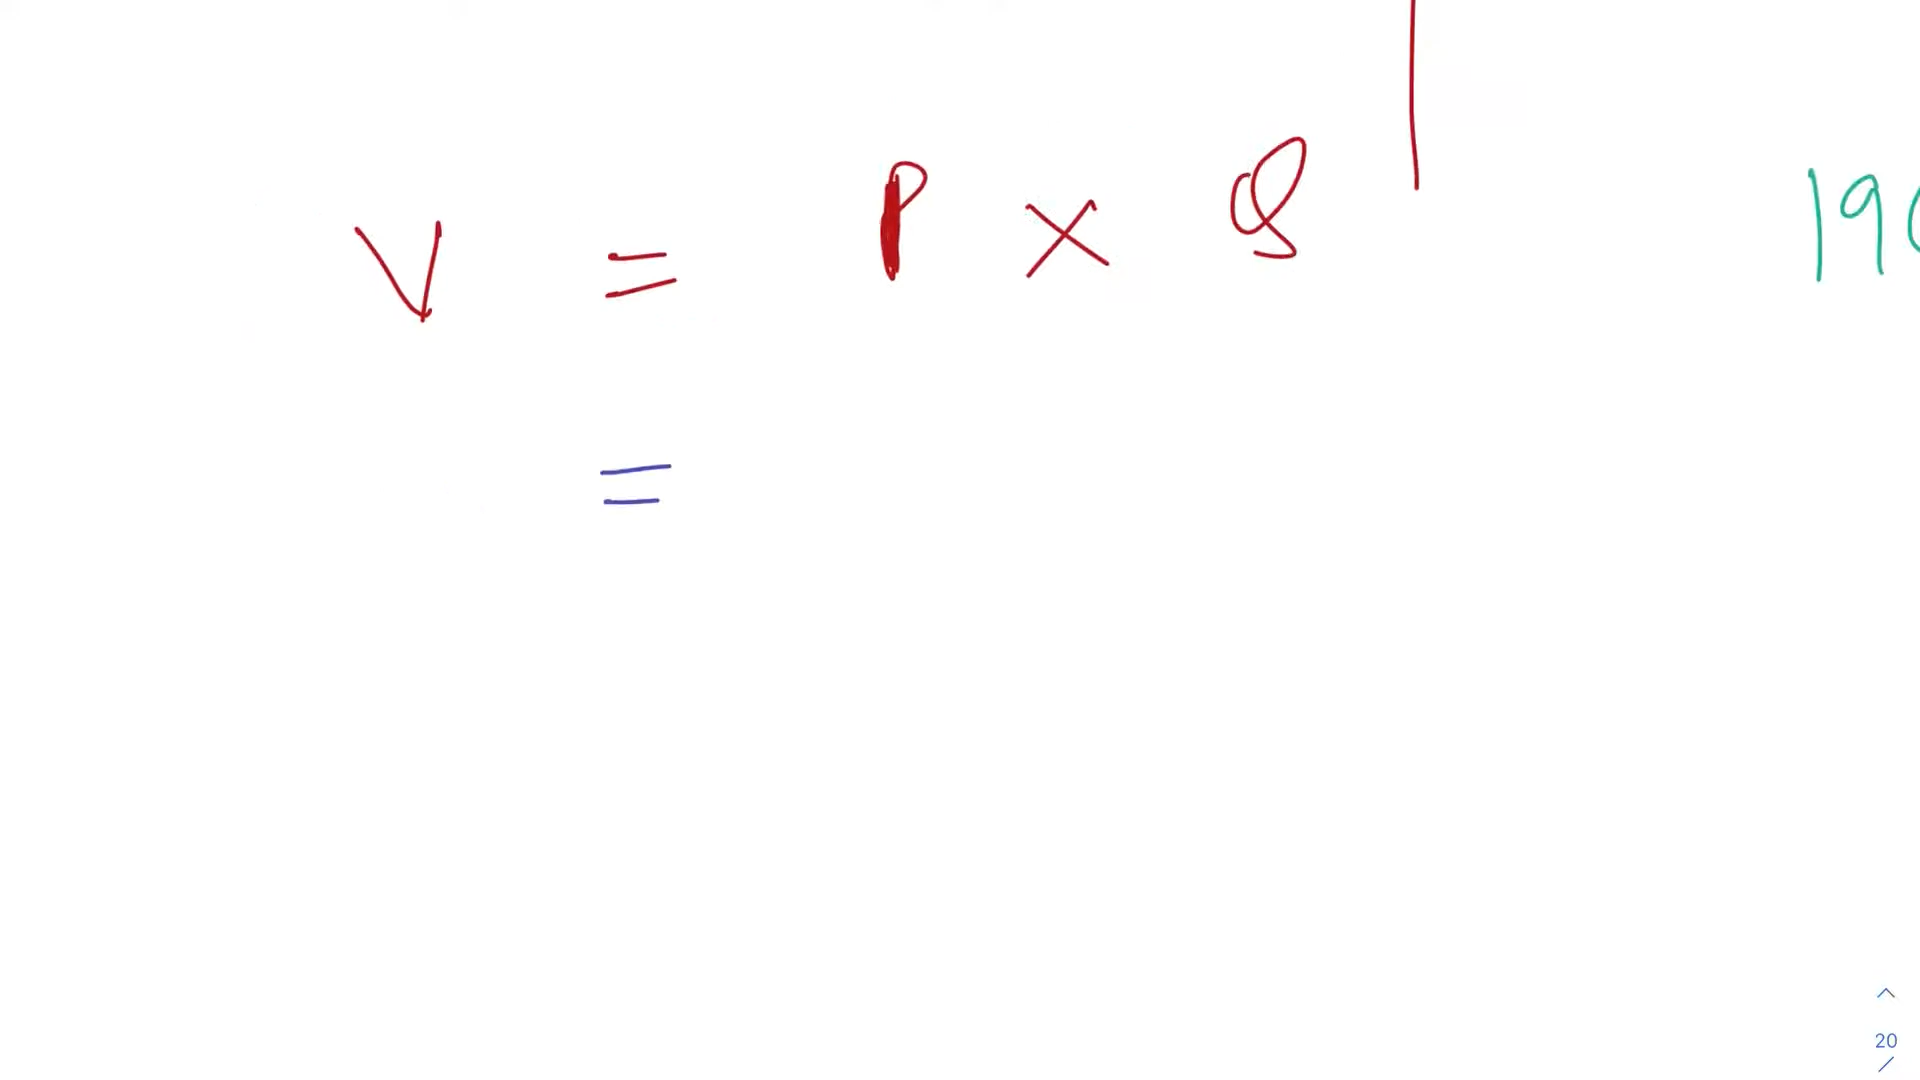 V = P × Q
19
=
20